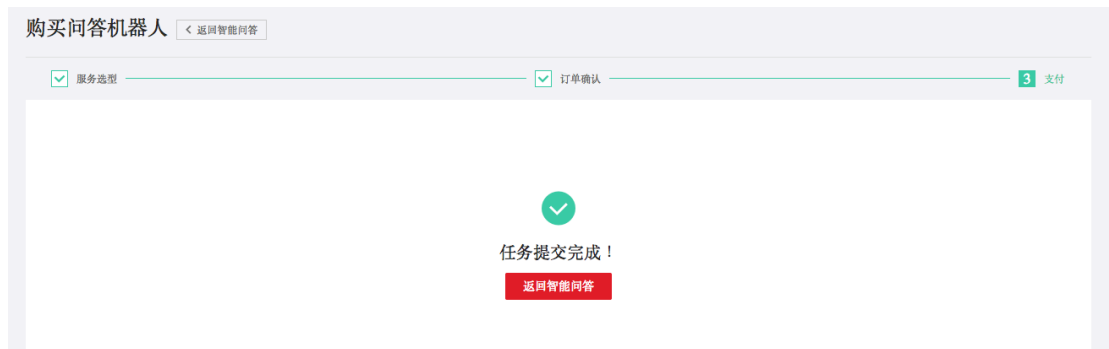 购买问答机器人 < 返回智能问答
服务选型 订单确认 3 支付
任务提交完成！
返回智能问答